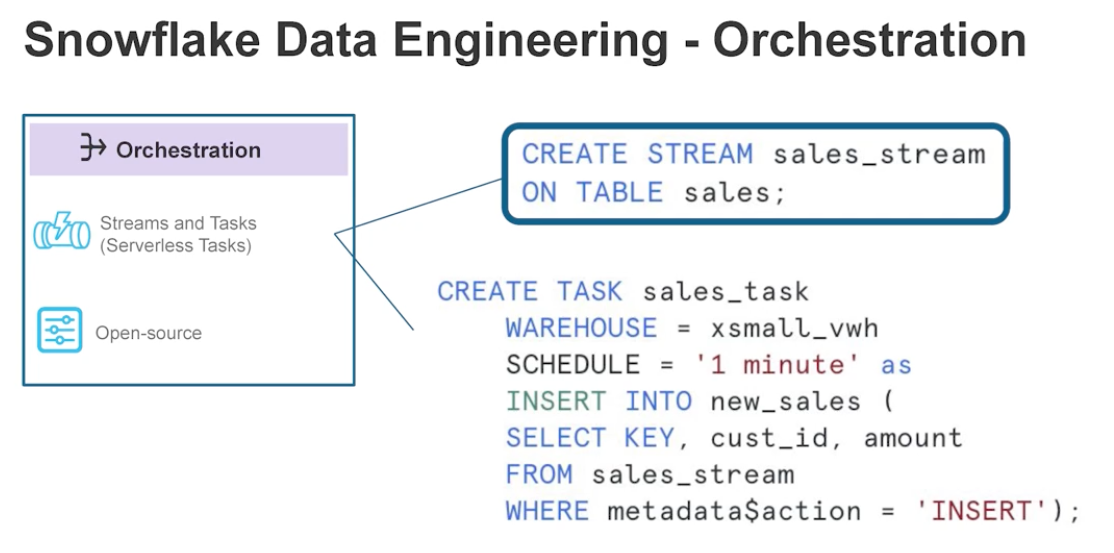 Snowflake Data Engineering - Orchestration
Orchestration
Streams and Tasks
(Serverless Tasks)
Open-source
CREATE STREAM sales_stream
ON TABLE sales;
CREATE TASK sales_task
WAREHOUSE = xsmall_vwh
SCHEDULE = '1 minute' as
INSERT INTO new_sales (
SELECT KEY, cust_id, amount
FROM sales_stream
WHERE metadata$action = 'INSERT');